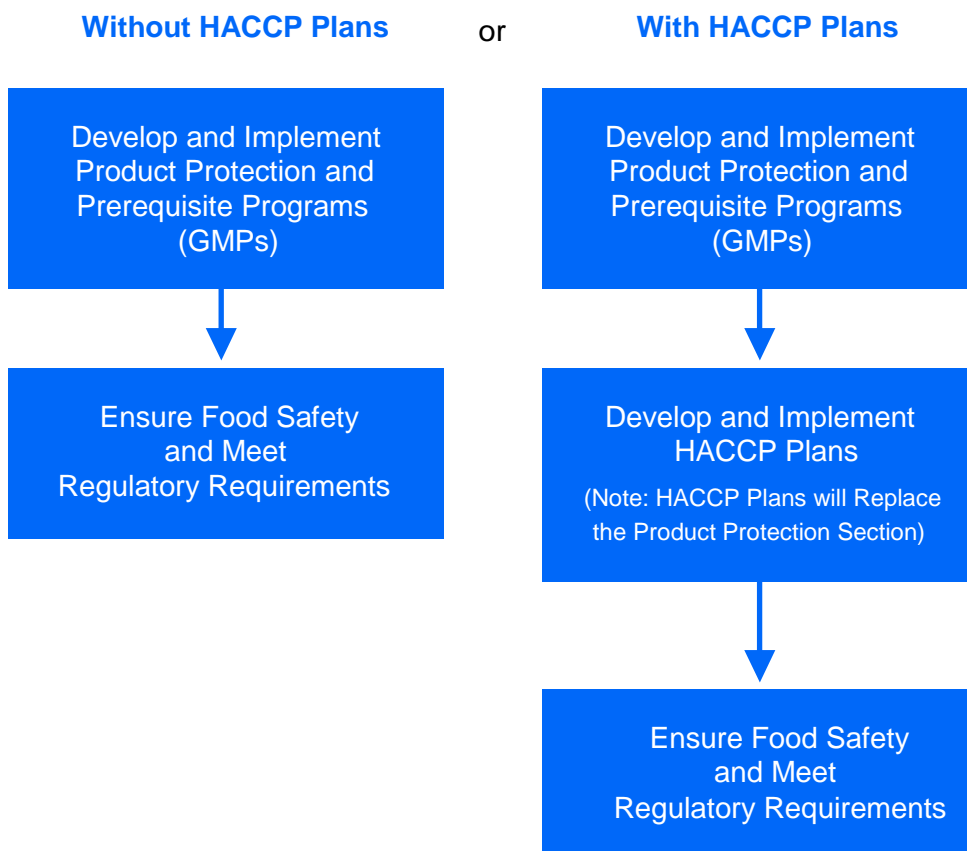 Without HACCP Plans
or
With HACCP Plans
Develop and Implement
Product Protection and
Prerequisite Programs
(GMPs)
Ensure Food Safety
and Meet
Regulatory Requirements
Develop and Implement
Product Protection and
Prerequisite Programs
(GMPs)
Develop and Implement
HACCP Plans
(Note: HACCP Plans will Replace
the Product Protection Section)
Ensure Food Safety
and Meet
Regulatory Requirements